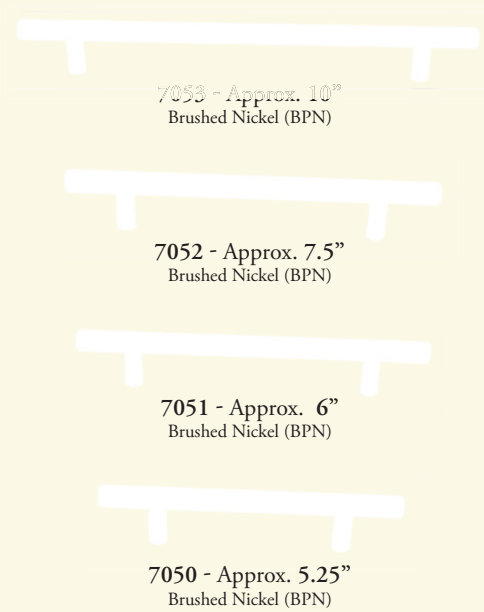 7053 - Approx. 10”
Brushed Nickel (BPN)
7052 - Approx. 7.5”
Brushed Nickel (BPN)
7051 - Approx. 6”
Brushed Nickel (BPN)
7050 - Approx. 5.25”
Brushed Nickel (BPN)